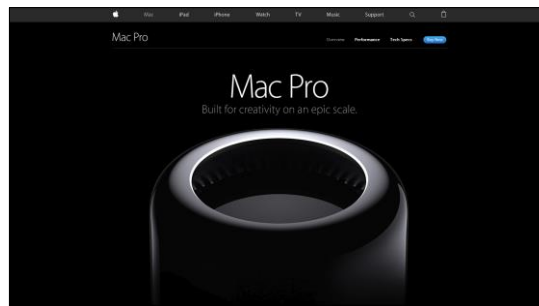 Mac iPad iPhone Watch TV Music Support
Mac Pro
Overview Performance Tech Specs Buy Now
Mac Pro
Built for creativity on an epic scale.